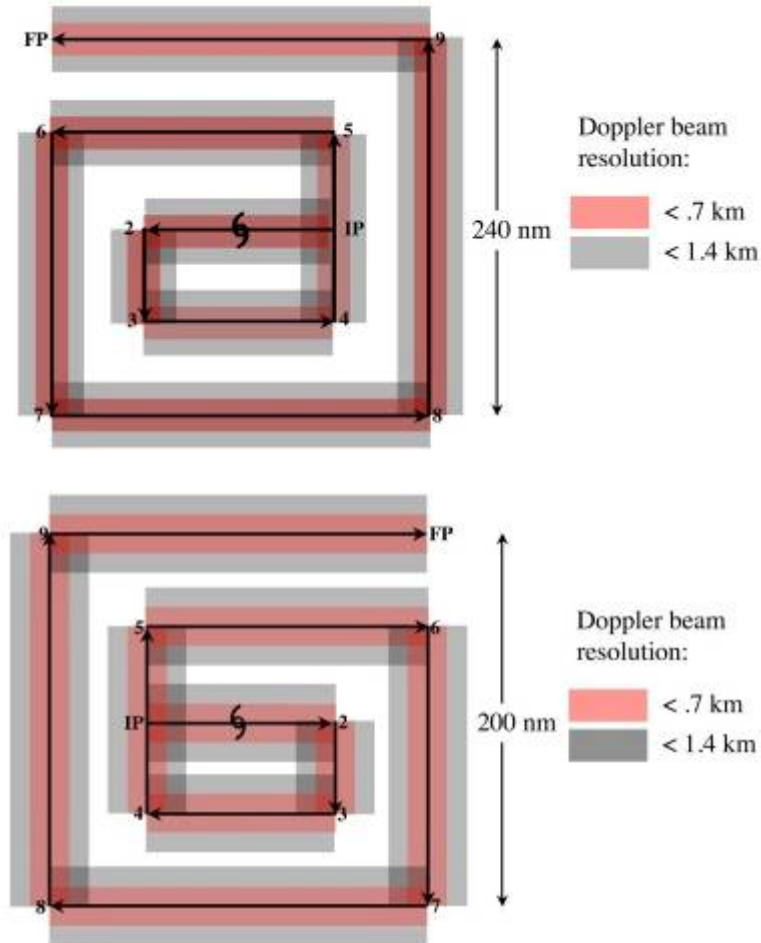 FP
9
6
5
2
IP
3
4
7
8
240 nm
Doppler beam
resolution:
< .7 km
< 1.4 km
9
FP
5
6
IP
2
4
3
8
7
200 nm
Doppler beam
resolution:
< .7 km
< 1.4 km